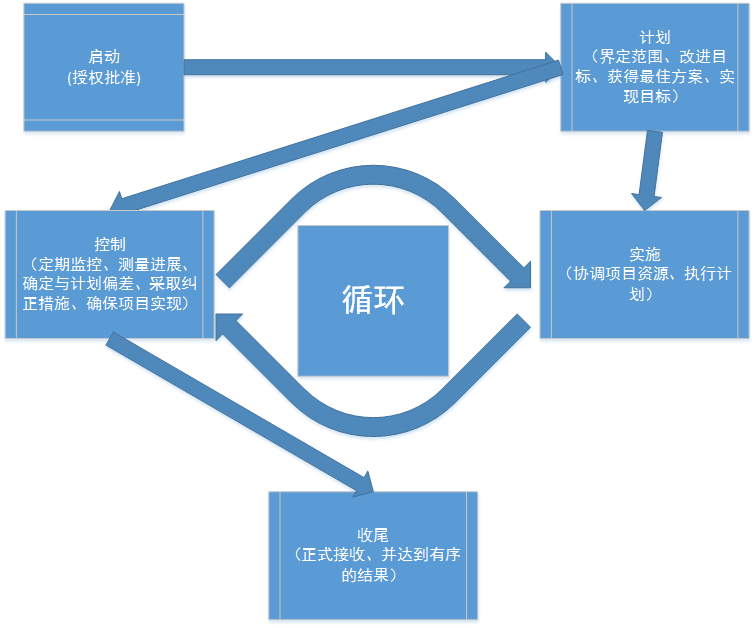 启动
(授权批准)
计划
（界定范围、改进目
标、获得最佳方案、实
现目标）
控制
（定期监控、测量进展、
确定与计划偏差、采取纠
正措施、确保项目实现）
循环
实施
（协调项目资源、执行计
划）
收尾
（正式接收、并达到有序
的结果）